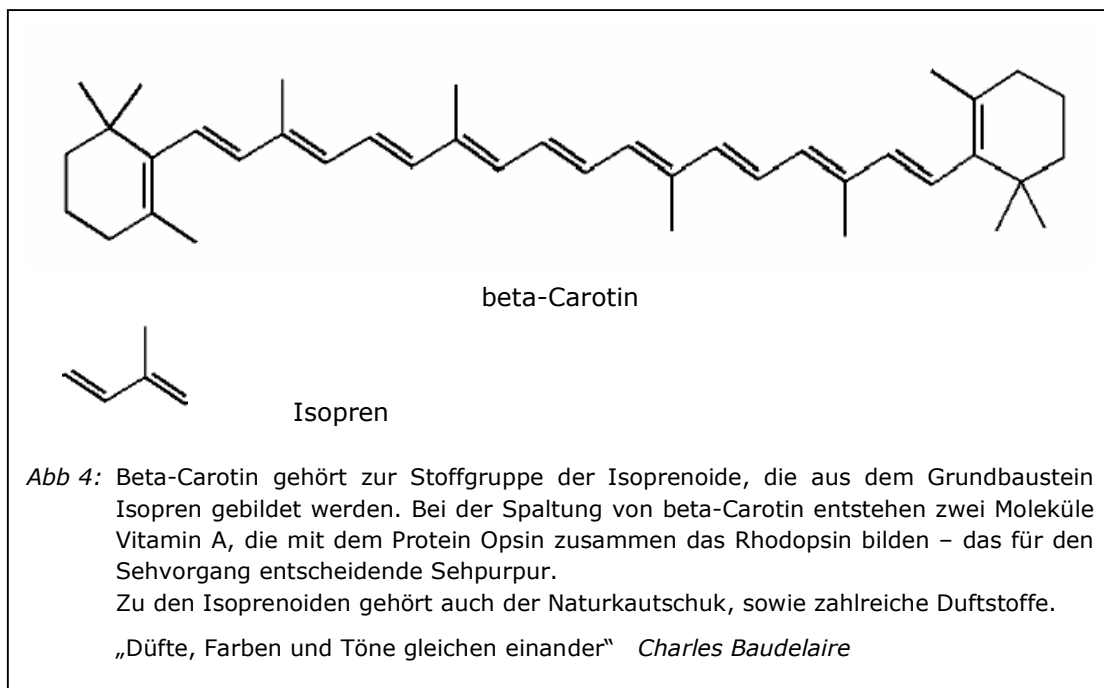 beta-Carotin
Isopren
Abb 4: Beta-Carotin gehört zur Stoffgruppe der Isoprenoide, die aus dem Grundbaustein
Isopren gebildet werden. Bei der Spaltung von beta-Carotin entstehen zwei Moleküle
Vitamin A, die mit dem Protein Opsin zusammen das Rhodopsin bilden – das für den
Sehvorgang entscheidende Sehpurpur.
Zu den Isoprenoiden gehört auch der Naturkautschuk, sowie zahlreiche Duftstoffe.
„Düfte, Farben und Töne gleichen einander“ Charles Baudelaire